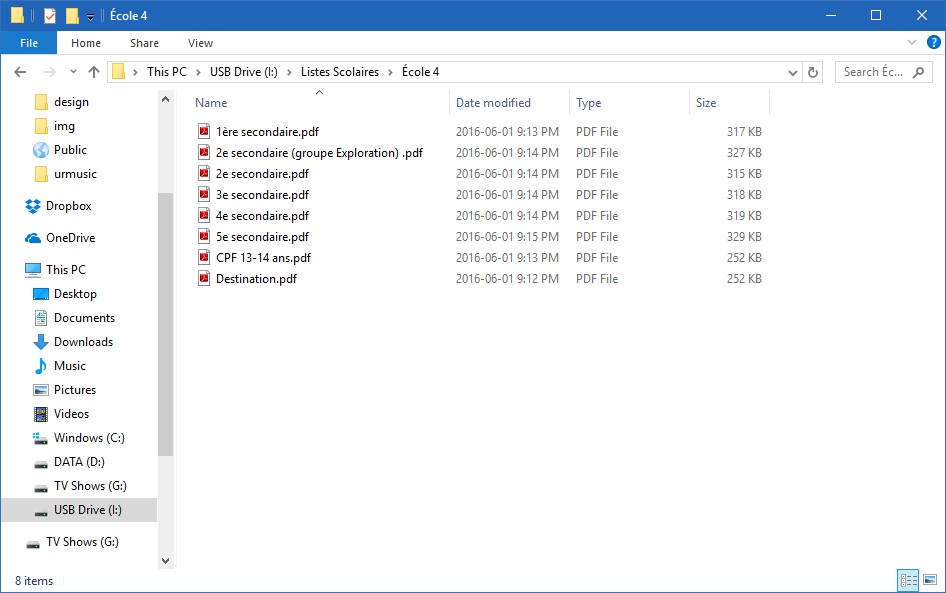 École 4
File Home Share View
This PC › USB Drive (I:) › Listes Scolaires › École 4
Search Éc...
design
img
Public
urmusic
Dropbox
OneDrive
This PC
Desktop
Documents
Downloads
Music
Pictures
Videos
Windows (C:)
DATA (D:)
TV Shows (G:)
USB Drive (I:)
TV Shows (G:)
Name Date modified Type Size
1ère secondaire.pdf 2016-06-01 9:13 PM PDF File 317 KB
2e secondaire (groupe Exploration) .pdf 2016-06-01 9:14 PM PDF File 327 KB
2e secondaire.pdf 2016-06-01 9:14 PM PDF File 315 KB
3e secondaire.pdf 2016-06-01 9:14 PM PDF File 318 KB
4e secondaire.pdf 2016-06-01 9:14 PM PDF File 319 KB
5e secondaire.pdf 2016-06-01 9:15 PM PDF File 329 KB
CPF 13-14 ans.pdf 2016-06-01 9:13 PM PDF File 252 KB
Destination.pdf 2016-06-01 9:12 PM PDF File 252 KB
8 items